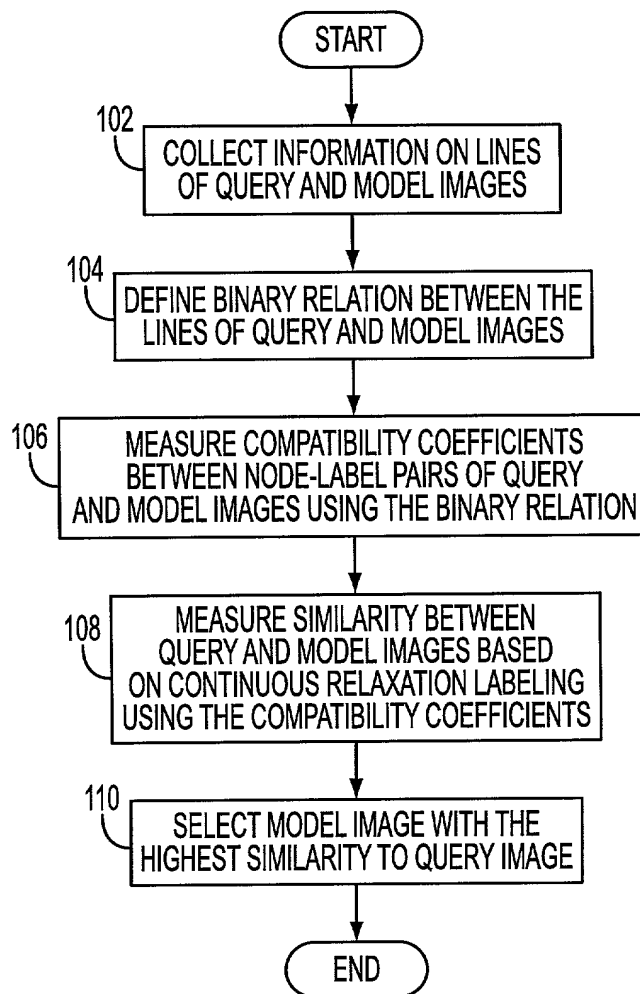 START
102
COLLECT INFORMATION ON LINES
OF QUERY AND MODEL IMAGES
104
DEFINE BINARY RELATION BETWEEN THE
LINES OF QUERY AND MODEL IMAGES
106
MEASURE COMPATIBILITY COEFFICIENTS
BETWEEN NODE-LABEL PAIRS OF QUERY
AND MODEL IMAGES USING THE BINARY RELATION
108
MEASURE SIMILARITY BETWEEN
QUERY AND MODEL IMAGES BASED
ON CONTINUOUS RELAXATION LABELING
USING THE COMPATIBILITY COEFFICIENTS
110
SELECT MODEL IMAGE WITH THE
HIGHEST SIMILARITY TO QUERY IMAGE
END